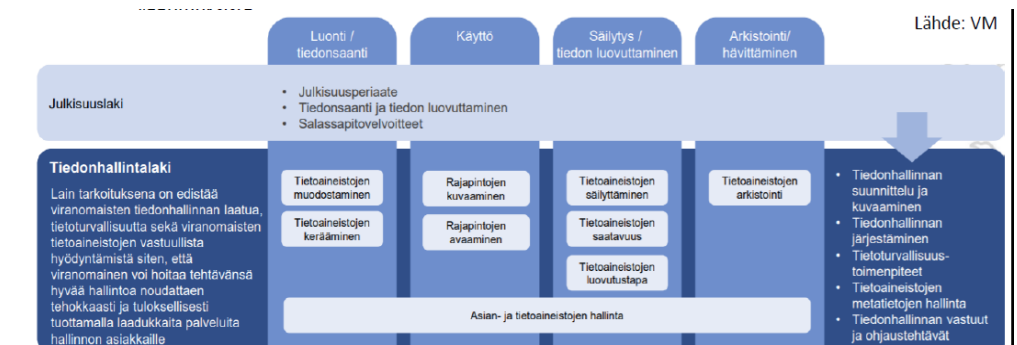 Lähde: VM
Luonti /
tiedonsaanti
Käyttö
Säilytys /
tiedon luovuttaminen
Arkistointi/
hävittäminen
Julkisuuslaki
• Julkisuusperiaate
• Tiedonsaanti ja tiedon luovuttaminen
• Salassapitovelvoitteet
Tiedonhallintalaki
Lain tarkoituksena on edistää
viranomaisten tiedonhallinnan laatua,
tietoturvallisuutta sekä viranomaisten
tietoaineistojen vastuullista
hyödyntämistä siten, että
viranomainen voi hoitaa tehtävänsä
hyvää hallintoa noudattaen
tehokkaasti ja tuloksellisesti
tuottamalla laadukkaita palveluita
hallinnon asiakkaille
Tietoaineistojen
muodostaminen
Tietoaineistojen
kerääminen
Rajapintojen
kuvaaminen
Rajapintojen
avaaminen
Tietoaineistojen
säilyttäminen
Tietoaineistojen
saatavuus
Tietoaineistojen
luovutustapa
Tietoaineistojen
arkistointi
Asian- ja tietoaineistojen hallinta
• Tiedonhallinnan
suunnittelu ja
kuvaaminen
• Tiedonhallinnan
järjestäminen
• Tietoturvallisuus-
toimenpiteet
• Tietoaineistojen
metatietojen hallinta
• Tiedonhallinnan vastuut
ja ohjaustehtävät